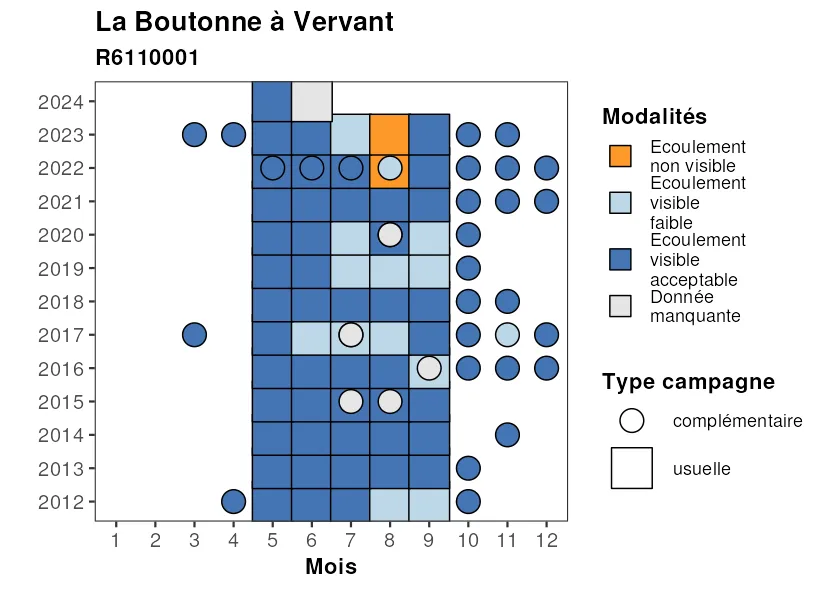 La Boutonne à Vervant
R6110001
2024
2023
2022
2021
2020
2019
2018
2017
2016
2015
2014
2013
2012
1 2 3 4 5 6 7 8 9 10 11 12
Mois
Modalités
Ecoulement
non visible
Ecoulement
visible
faible
Ecoulement
visible
acceptable
Donnée
manquante
Type campagne
complémentaire
usuelle